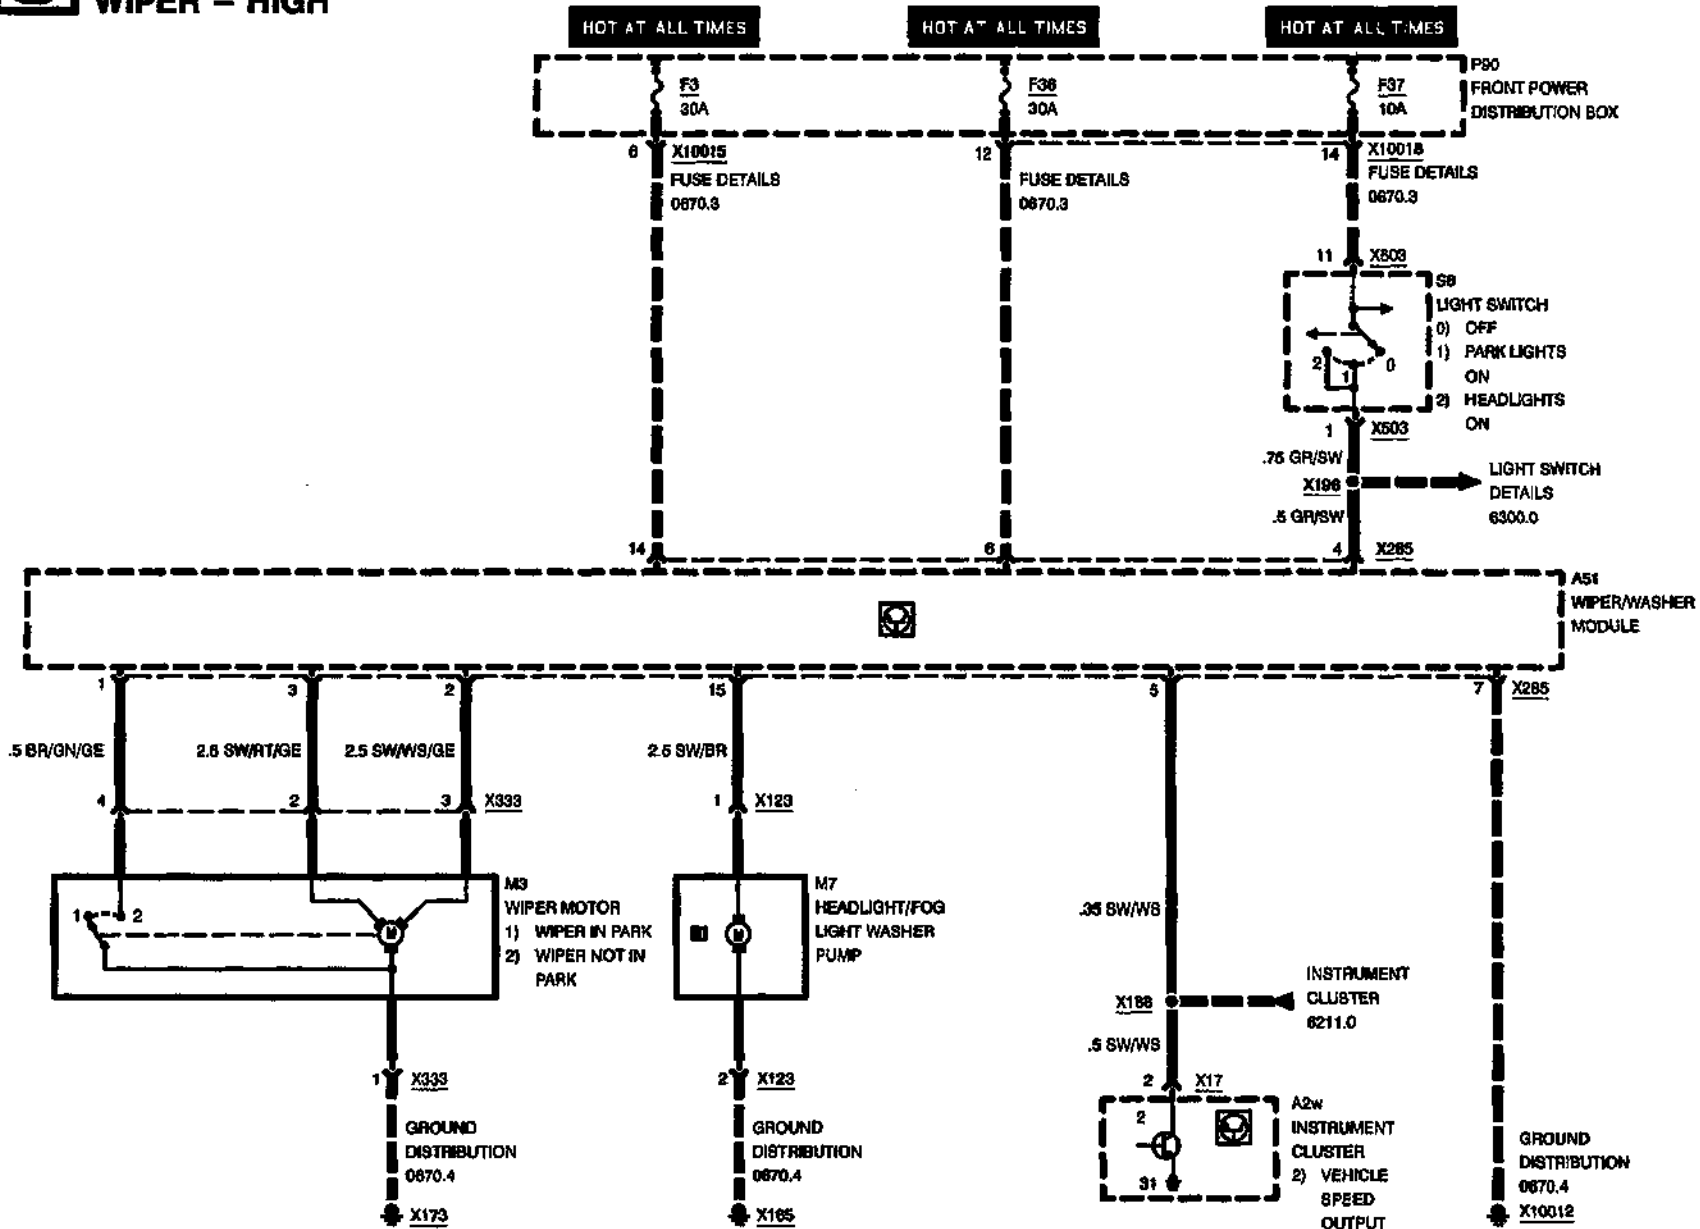 WIPER – HIGH
HOT AT ALL TIMES
HOT AT ALL TIMES
HOT AT ALL TIMES
F3
30A
F36
30A
F37
10A
P90
FRONT POWER
DISTRIBUTION BOX
6
X10015
FUSE DETAILS
0670.3
12
FUSE DETAILS
0670.3
14
X10018
FUSE DETAILS
0670.3
11
X503
S8
LIGHT SWITCH
0) OFF
1) PARK LIGHTS
ON
2) HEADLIGHTS
ON
2
1
0
1
X503
.75 GR/SW
X196
LIGHT SWITCH
DETAILS
6300.0
.5 GR/SW
14
6
4
X285
A51
WIPER/WASHER
MODULE
1
3
2
15
5
7
X285
.5 BR/GN/GE
2.5 SW/RT/GE
2.5 SW/WS/GE
2.5 SW/BR
4
2
3
X333
1
X123
M3
WIPER MOTOR
1) WIPER IN PARK
2) WIPER NOT IN
PARK
1
2
M
M7
HEADLIGHT/FOG
LIGHT WASHER
PUMP
M
.35 SW/WS
X188
INSTRUMENT
CLUSTER
6211.0
.5 SW/WS
2
X17
1
X333
GROUND
DISTRIBUTION
0670.4
X173
2
X123
GROUND
DISTRIBUTION
0670.4
X165
2
31
A2w
INSTRUMENT
CLUSTER
2) VEHICLE
SPEED
OUTPUT
GROUND
DISTRIBUTION
0670.4
X10012